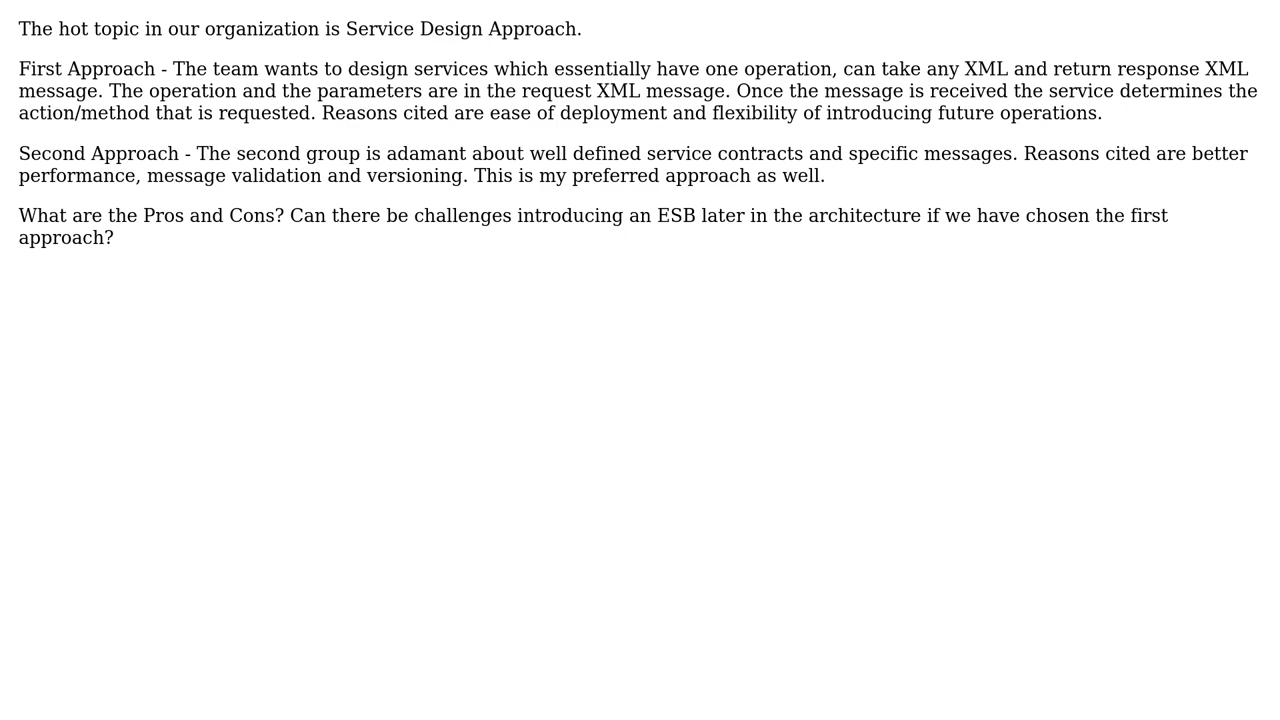 The hot topic in our organization is Service Design Approach.
First Approach - The team wants to design services which essentially have one operation, can take any XML and return response XML
message. The operation and the parameters are in the request XML message. Once the message is received the service determines the
action/method that is requested. Reasons cited are ease of deployment and flexibility of introducing future operations.
Second Approach - The second group is adamant about well defined service contracts and specific messages. Reasons cited are better
performance, message validation and versioning. This is my preferred approach as well.
What are the Pros and Cons? Can there be challenges introducing an ESB later in the architecture if we have chosen the first
approach?